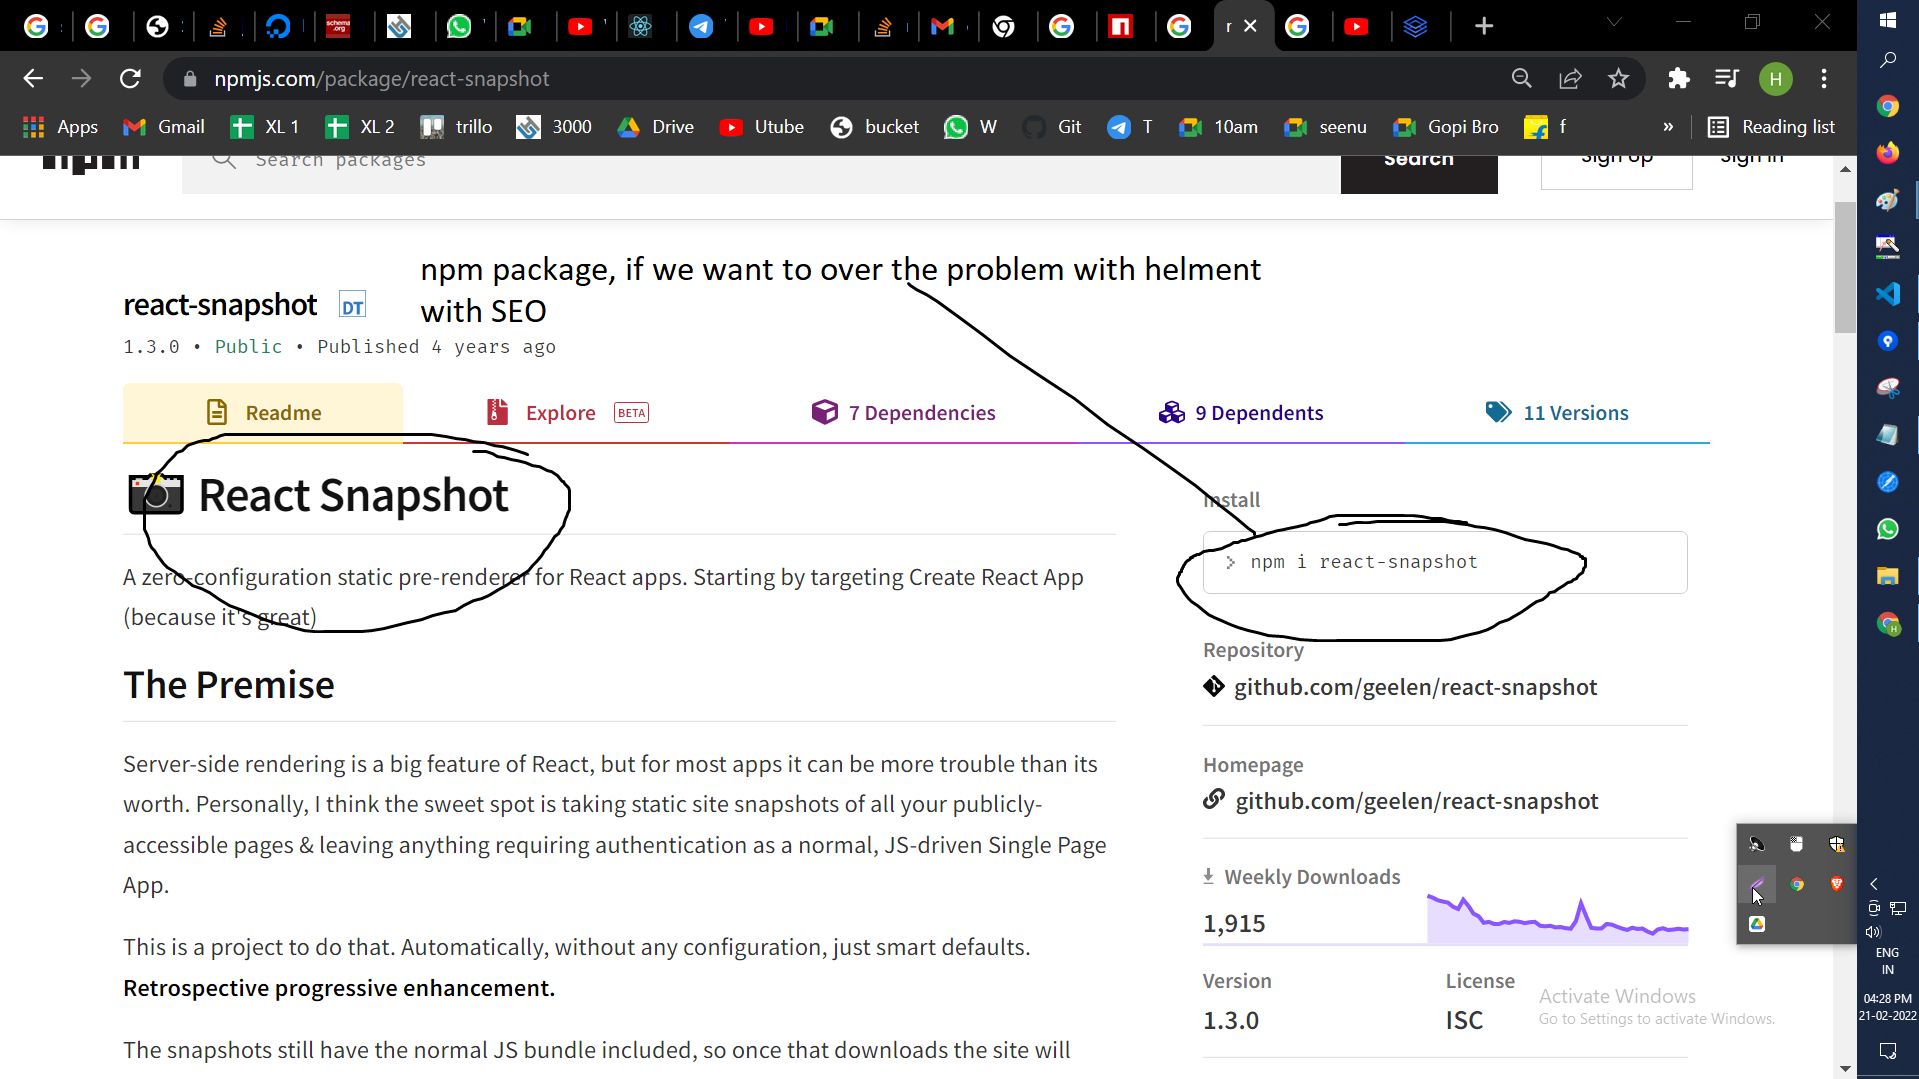 npmjs.com/package/react-snapshot
H
Apps
Gmail
XL 1
XL 2
trillo
3000
Drive
Utube
bucket
W
Git
T
10am
seenu
Gopi Bro
f
»
Reading list
npm
Search packages
Search
Sign Up
Sign In
npm package, if we want to over the problem with helment
with SEO
react-snapshot
DT
1.3.0 • Public • Published 4 years ago
Readme
Explore
BETA
7 Dependencies
9 Dependents
11 Versions
React Snapshot
A zero-configuration static pre-renderer for React apps. Starting by targeting Create React App
(because it's great)
The Premise
Server-side rendering is a big feature of React, but for most apps it can be more trouble than its
worth. Personally, I think the sweet spot is taking static site snapshots of all your publicly-
accessible pages & leaving anything requiring authentication as a normal, JS-driven Single Page
App.
This is a project to do that. Automatically, without any configuration, just smart defaults.
Retrospective progressive enhancement.
The snapshots still have the normal JS bundle included, so once that downloads the site will
Install
> npm i react-snapshot
Repository
github.com/geelen/react-snapshot
Homepage
github.com/geelen/react-snapshot
Weekly Downloads
1,915
Version
License
1.3.0
ISC
Activate Windows
Go to Settings to activate Windows.
ENG
IN
04:28 PM
21-02-2022